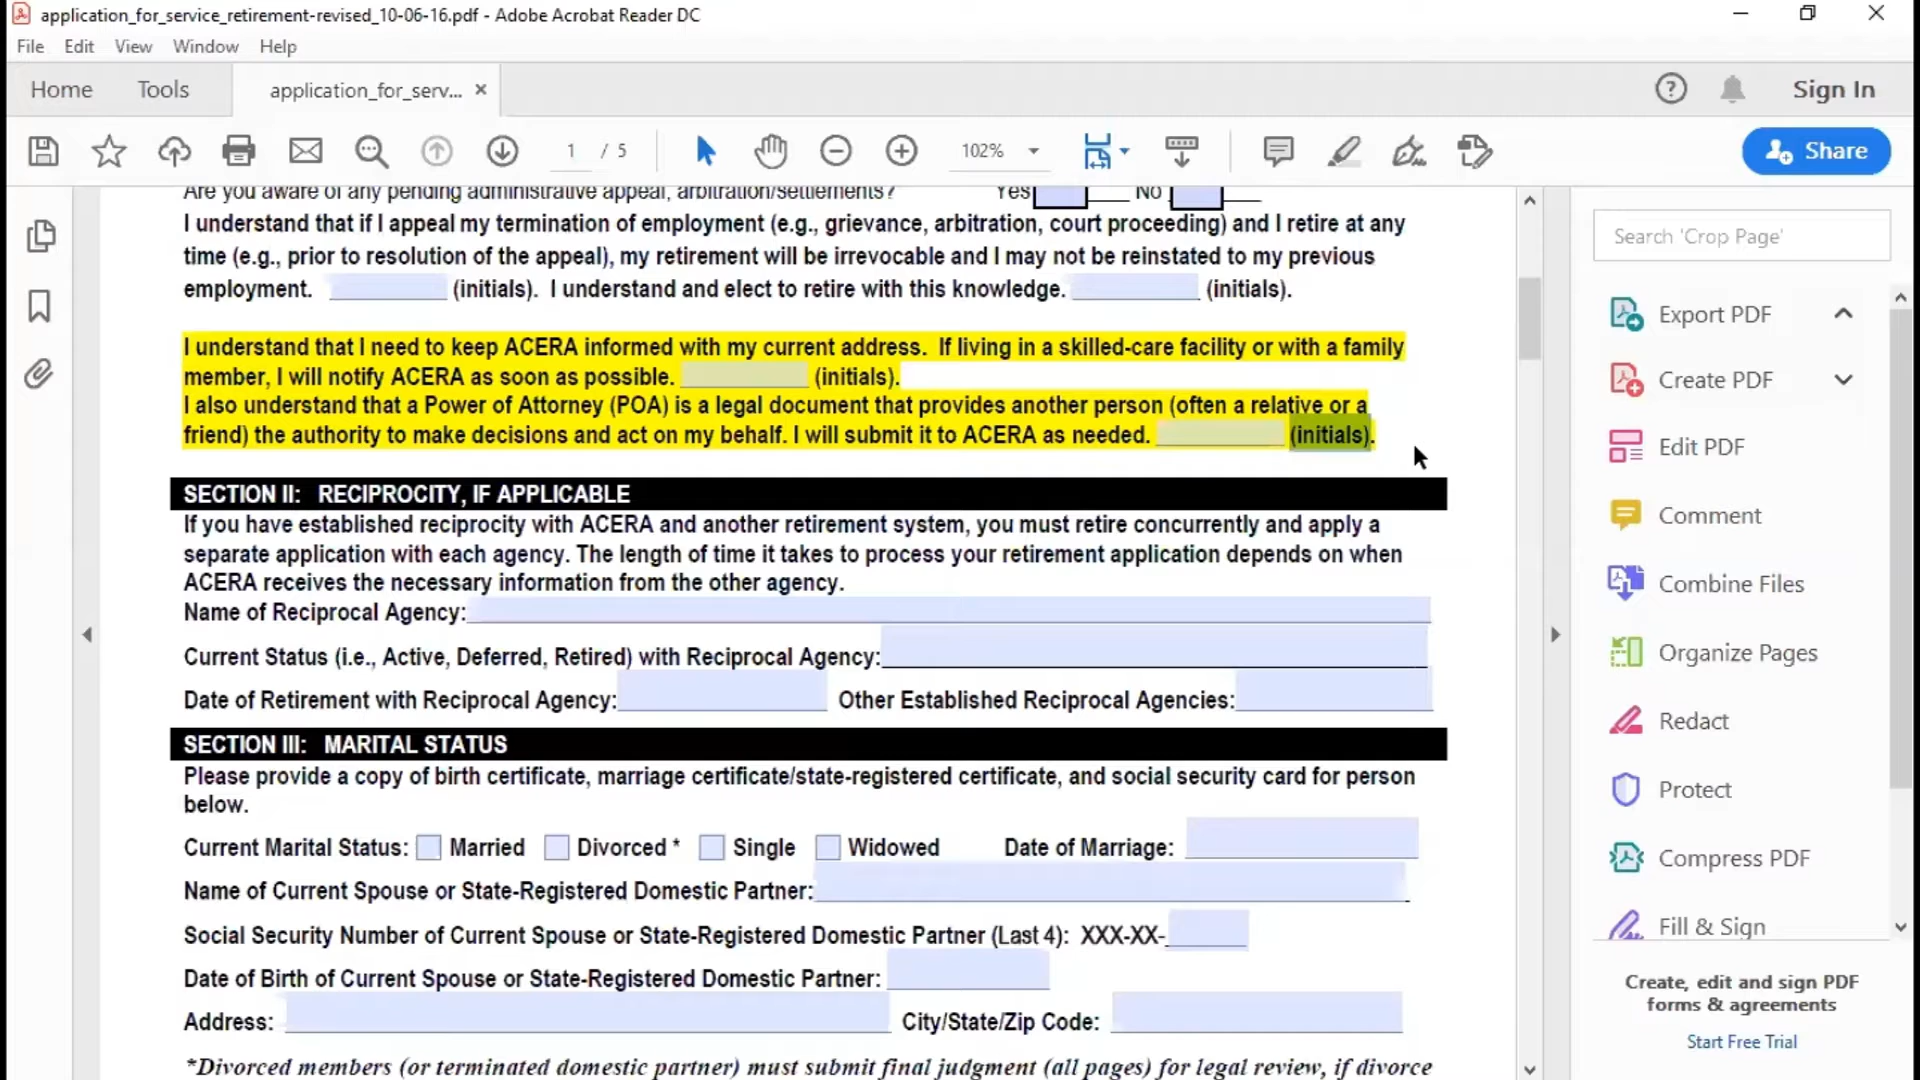 application_for_service_retirement-revised_10-06-16.pdf - Adobe Acrobat Reader DC
File Edit View Window Help
Home Tools application_for_serv... × Sign In
1 / 5 102% Share
Are you aware of any pending administrative appeal, arbitration/settlements? Yes ____ No ____
I understand that if I appeal my termination of employment (e.g., grievance, arbitration, court proceeding) and I retire at any
time (e.g., prior to resolution of the appeal), my retirement will be irrevocable and I may not be reinstated to my previous
employment. (initials). I understand and elect to retire with this knowledge. (initials).
I understand that I need to keep ACERA informed with my current address. If living in a skilled-care facility or with a family
member, I will notify ACERA as soon as possible. (initials).
I also understand that a Power of Attorney (POA) is a legal document that provides another person (often a relative or a
friend) the authority to make decisions and act on my behalf. I will submit it to ACERA as needed. (initials).
SECTION II: RECIPROCITY, IF APPLICABLE
If you have established reciprocity with ACERA and another retirement system, you must retire concurrently and apply a
separate application with each agency. The length of time it takes to process your retirement application depends on when
ACERA receives the necessary information from the other agency.
Name of Reciprocal Agency:
Current Status (i.e., Active, Deferred, Retired) with Reciprocal Agency:
Date of Retirement with Reciprocal Agency: Other Established Reciprocal Agencies:
SECTION III: MARITAL STATUS
Please provide a copy of birth certificate, marriage certificate/state-registered certificate, and social security card for person
below.
Current Marital Status: Married Divorced * Single Widowed Date of Marriage:
Name of Current Spouse or State-Registered Domestic Partner:
Social Security Number of Current Spouse or State-Registered Domestic Partner (Last 4): XXX-XX-
Date of Birth of Current Spouse or State-Registered Domestic Partner:
Address: City/State/Zip Code:
*Divorced members (or terminated domestic partner) must submit final judgment (all pages) for legal review, if divorce
Search 'Crop Page'
Export PDF
Create PDF
Edit PDF
Comment
Combine Files
Organize Pages
Redact
Protect
Compress PDF
Fill & Sign
Create, edit and sign PDF
forms & agreements
Start Free Trial